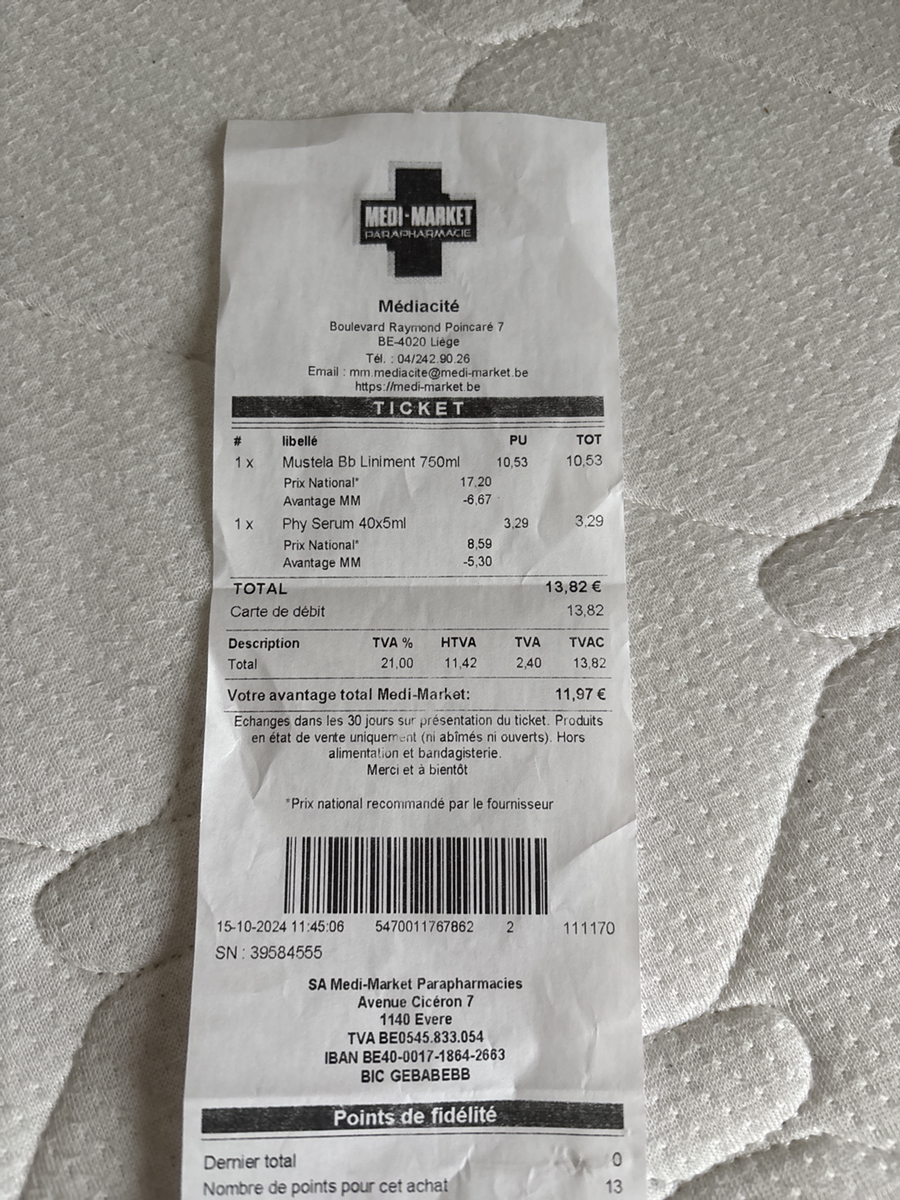 MEDI-MARKET
PARAPHARMACIE
Médiacité
Boulevard Raymond Poincaré 7
BE-4020 Liège
Tél. : 04/242.90.26
Email : mm.mediacite@medi-market.be
https://medi-market.be
TICKET
# libellé PU TOT
1 x Mustela Bb Liniment 750ml 10,53 10,53
Prix National* 17,20
Avantage MM -6,67
1 x Phy Serum 40x5ml 3,29 3,29
Prix National* 8,59
Avantage MM -5,30
TOTAL 13,82 €
Carte de débit 13,82
Description TVA % HTVA TVA TVAC
Total 21,00 11,42 2,40 13,82
Votre avantage total Medi-Market: 11,97 €
Echanges dans les 30 jours sur présentation du ticket. Produits
en état de vente uniquement (ni abîmés ni ouverts). Hors
alimentation et bandagisterie.
Merci et à bientôt
*Prix national recommandé par le fournisseur
15-10-2024 11:45:06 5470011767862 2 111170
SN : 39584555
SA Medi-Market Parapharmacies
Avenue Cicéron 7
1140 Evere
TVA BE0545.833.054
IBAN BE40-0017-1864-2663
BIC GEBABEBB
Points de fidélité
Dernier total 0
Nombre de points pour cet achat 13